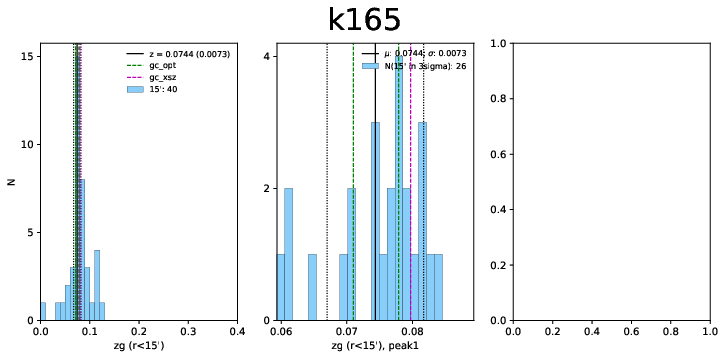 k165
z = 0.0744 (0.0073)
gc_opt
gc_xsz
15': 40
N
15
10
5
0
0.0 0.1 0.2 0.3 0.4
zg (r<15')
μ: 0.0744, σ: 0.0073
N(15' in 3sigma): 26
4
2
0
0.06 0.07 0.08
zg (r<15'), peak1
1.0
0.8
0.6
0.4
0.2
0.0
0.0 0.2 0.4 0.6 0.8 1.0